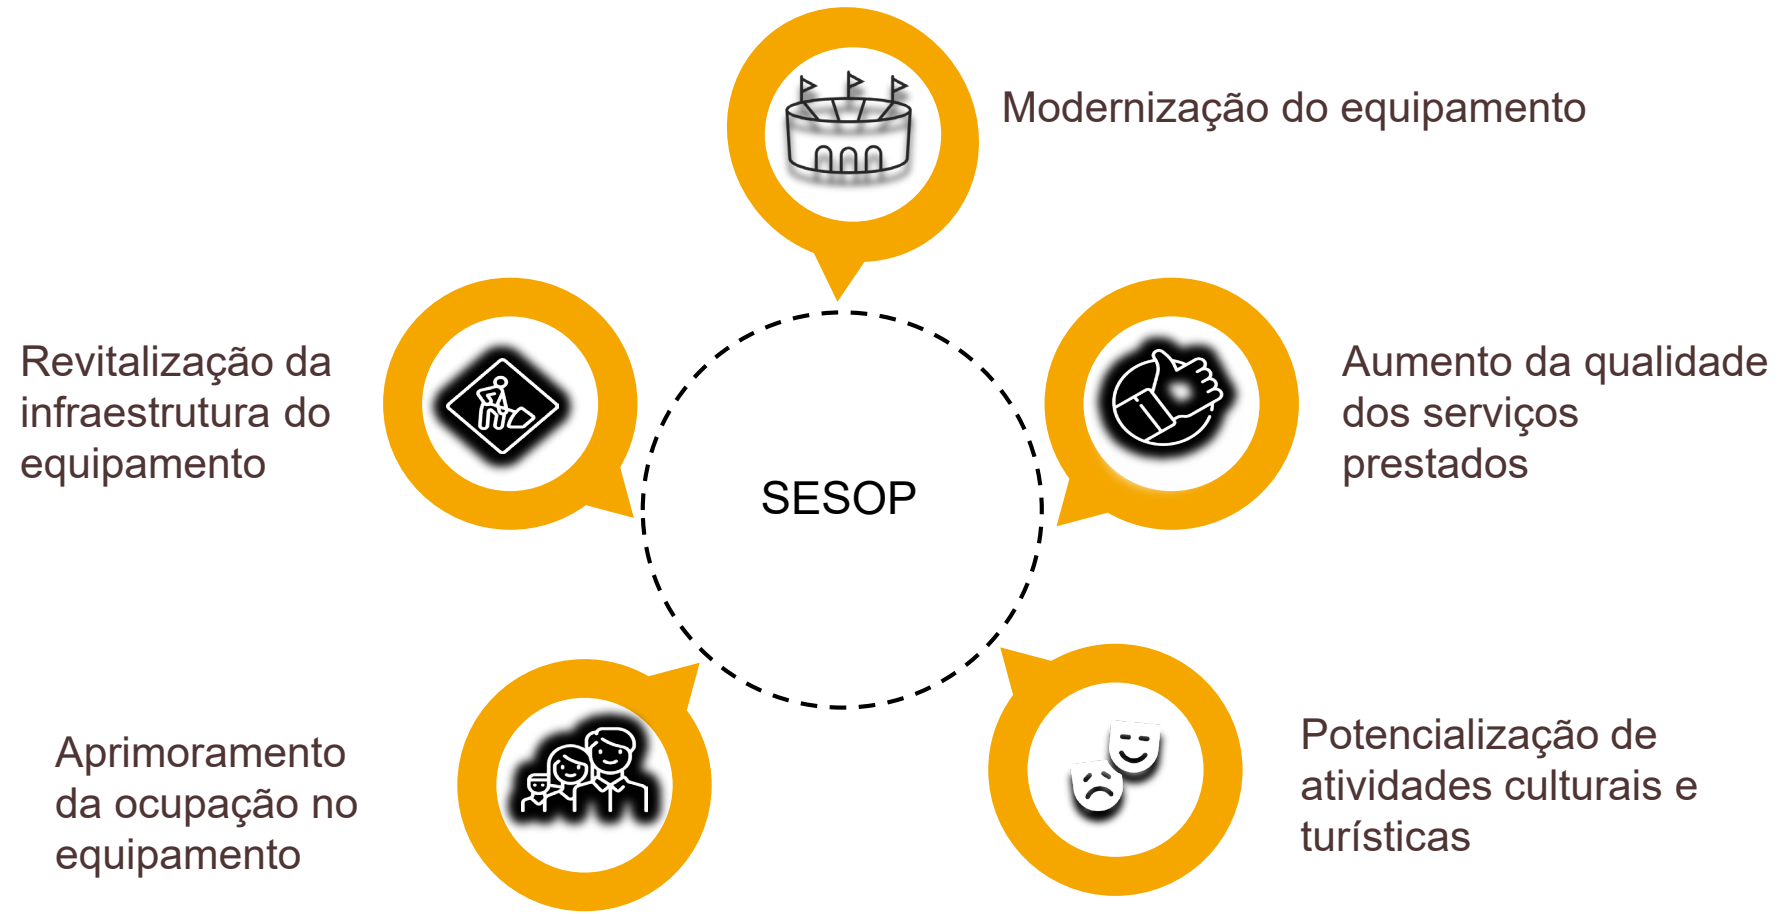 Modernização do equipamento
Revitalização da
infraestrutura do
equipamento
Aumento da qualidade
dos serviços
prestados
SESOP
Aprimoramento
da ocupação no
equipamento
Potencialização de
atividades culturais e
turísticas